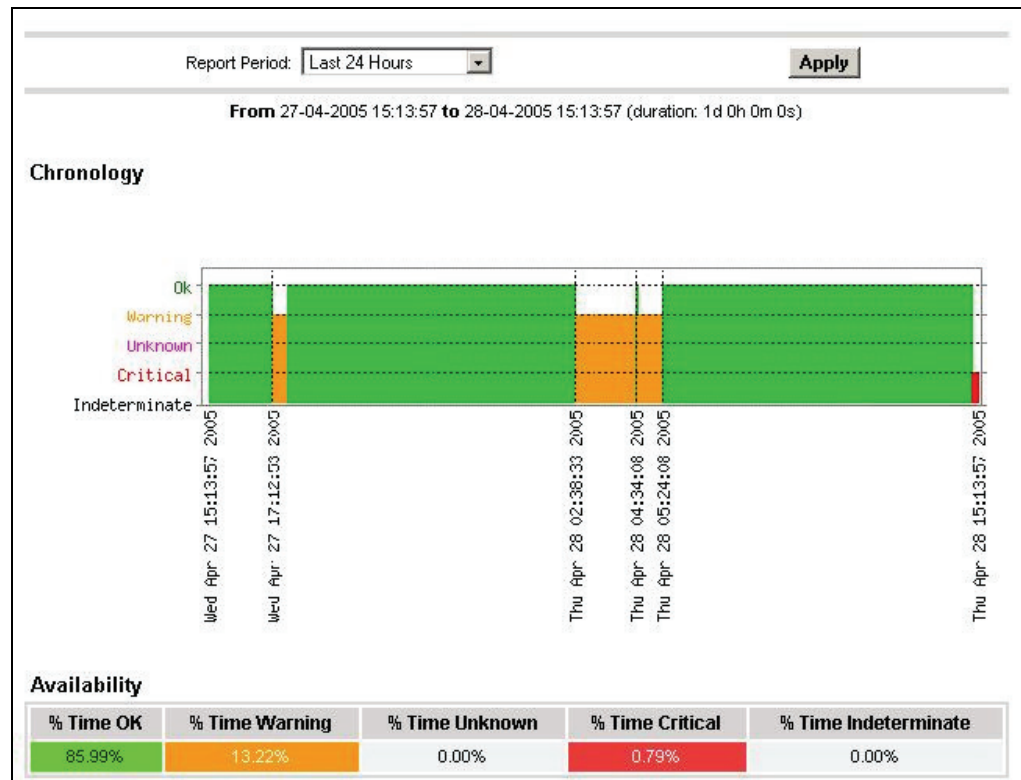 Report Period: Last 24 Hours Apply
From 27-04-2005 15:13:57 to 28-04-2005 15:13:57 (duration: 1d 0h 0m 0s)
Chronology
Ok
Warning
Unknown
Critical
Indeterminate
Wed Apr 27 15:13:57 2005
Wed Apr 27 17:12:53 2005
Thu Apr 28 02:38:33 2005
Thu Apr 28 04:34:08 2005
Thu Apr 28 05:24:08 2005
Thu Apr 28 15:13:57 2005
Availability
% Time OK % Time Warning % Time Unknown % Time Critical % Time Indeterminate
85.99% 13.22% 0.00% 0.79% 0.00%